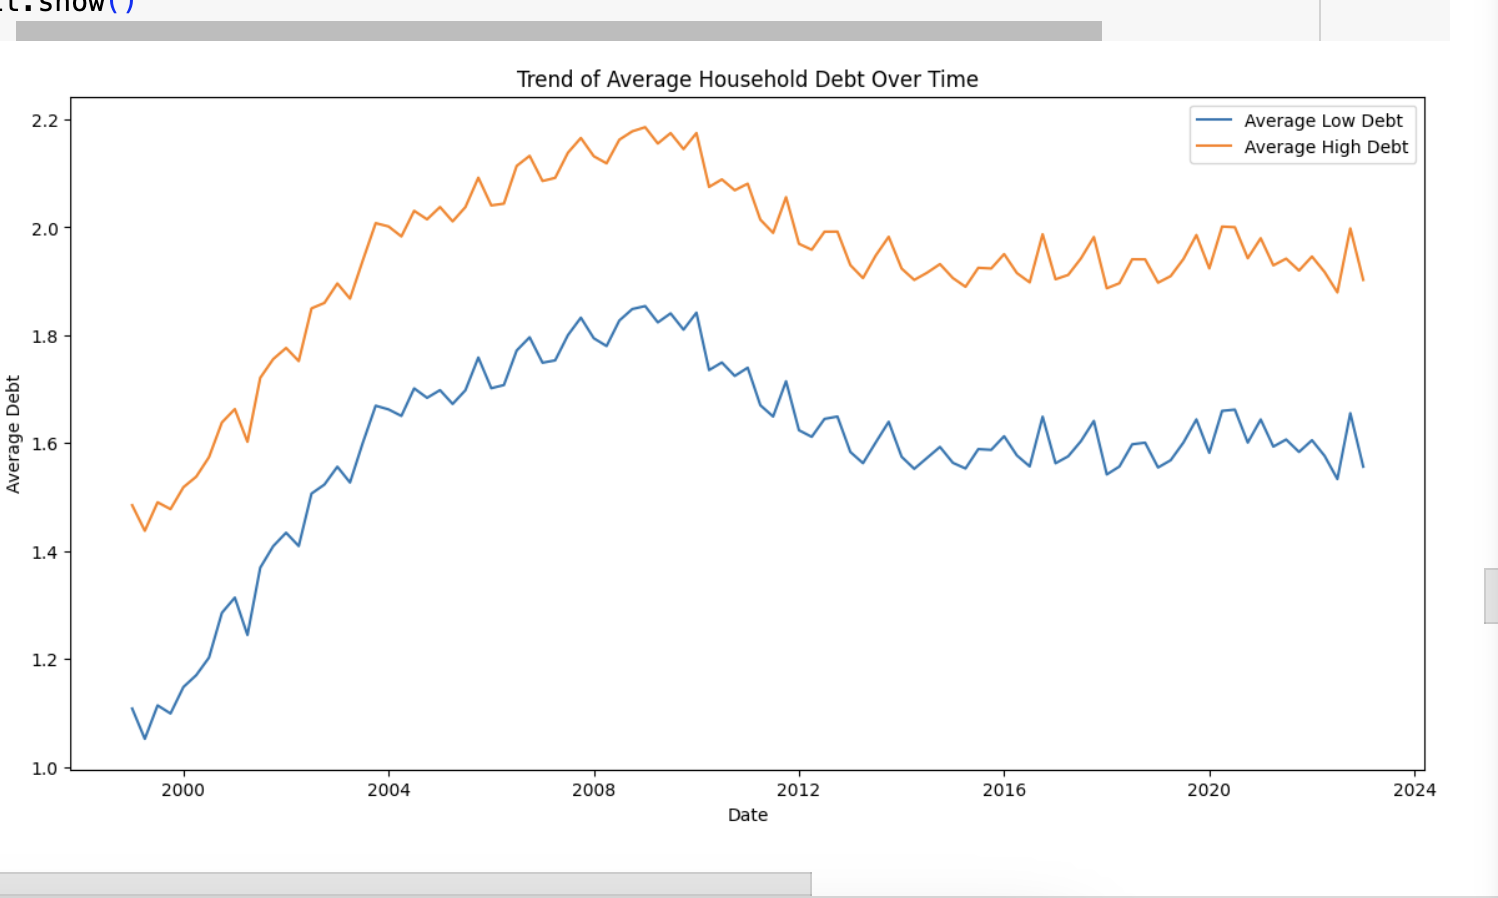 .show()
Trend of Average Household Debt Over Time
Average Low Debt
Average High Debt
Average Debt
2.2
2.0
1.8
1.6
1.4
1.2
1.0
2000 2004 2008 2012 2016 2020 2024
Date